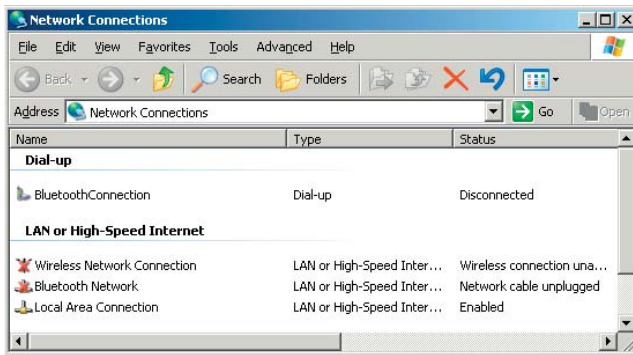 Network Connections
File Edit View Favorites Tools Advanced Help
Back Search Folders
Address Network Connections Go Open
Name Type Status
Dial-up
BluetoothConnection Dial-up Disconnected
LAN or High-Speed Internet
Wireless Network Connection LAN or High-Speed Inter... Wireless connection una...
Bluetooth Network LAN or High-Speed Inter... Network cable unplugged
Local Area Connection LAN or High-Speed Inter... Enabled